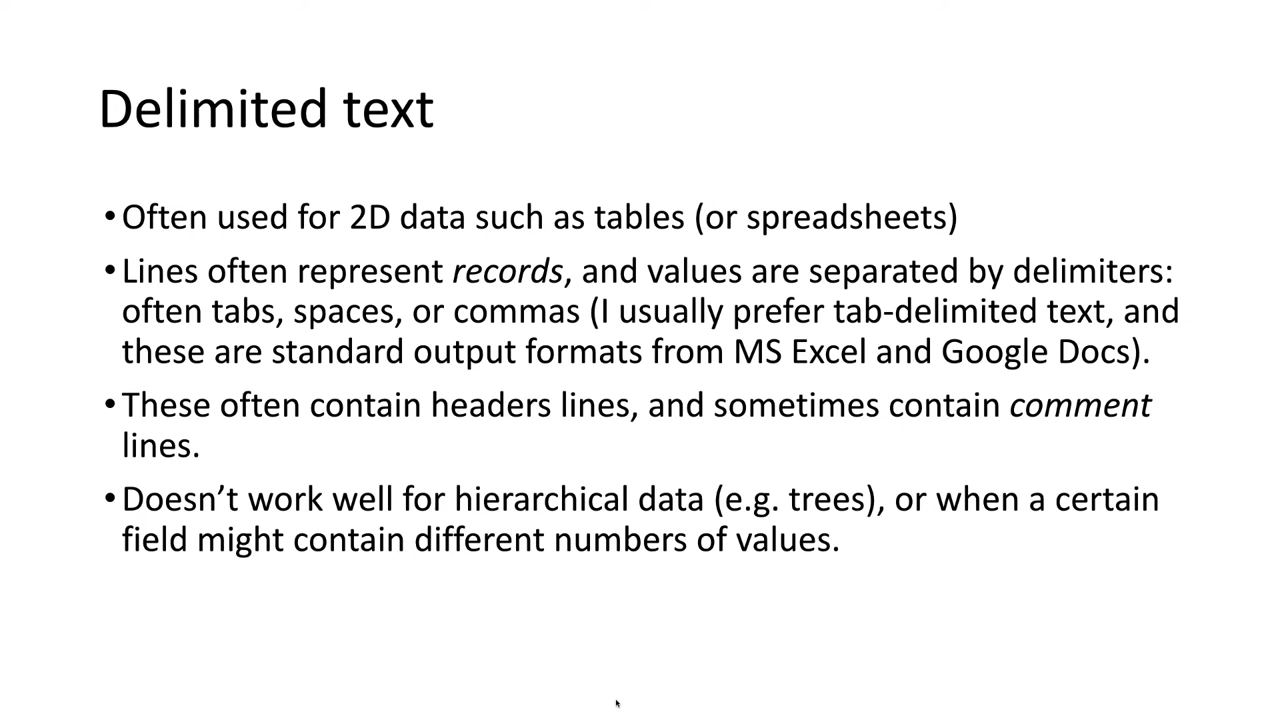 Delimited text
•Often used for 2D data such as tables (or spreadsheets)
•Lines often represent records, and values are separated by delimiters:
often tabs, spaces, or commas (I usually prefer tab-delimited text, and
these are standard output formats from MS Excel and Google Docs).
•These often contain headers lines, and sometimes contain comment
lines.
•Doesn’t work well for hierarchical data (e.g. trees), or when a certain
field might contain different numbers of values.